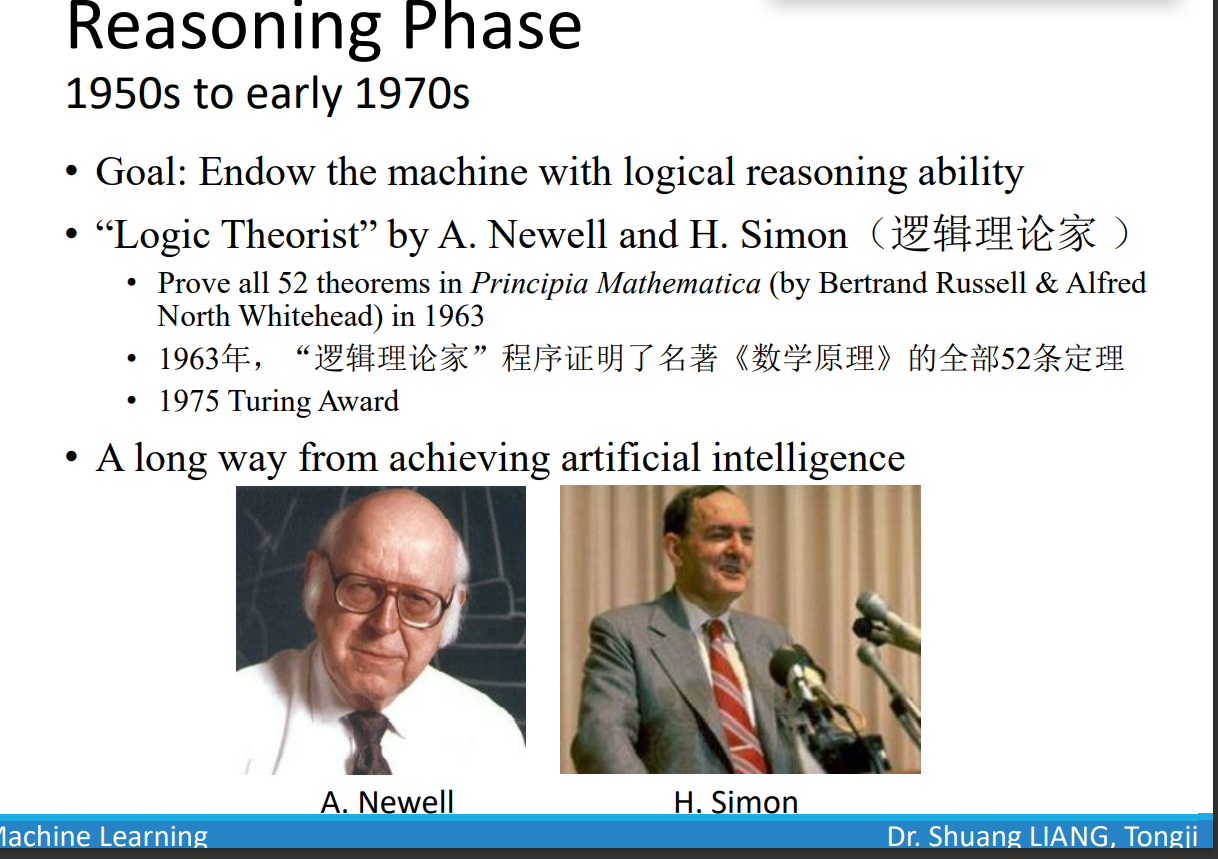 Reasoning Phase
1950s to early 1970s
• Goal: Endow the machine with logical reasoning ability
• “Logic Theorist” by A. Newell and H. Simon（逻辑理论家 ）
• Prove all 52 theorems in Principia Mathematica (by Bertrand Russell & Alfred
North Whitehead) in 1963
• 1963年，“逻辑理论家”程序证明了名著《数学原理》的全部52条定理
• 1975 Turing Award
• A long way from achieving artificial intelligence
A. Newell
H. Simon
Machine Learning
Dr. Shuang LIANG, Tongji